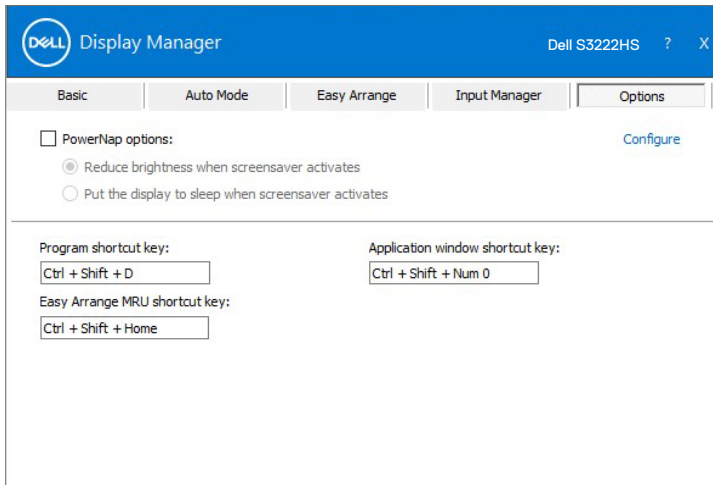 DELL Display Manager Dell S3222HS ? X
Basic Auto Mode Easy Arrange Input Manager Options
PowerNap options: Configure
Reduce brightness when screensaver activates
Put the display to sleep when screensaver activates
Program shortcut key: Application window shortcut key:
Ctrl + Shift + D Ctrl + Shift + Num 0
Easy Arrange MRU shortcut key:
Ctrl + Shift + Home